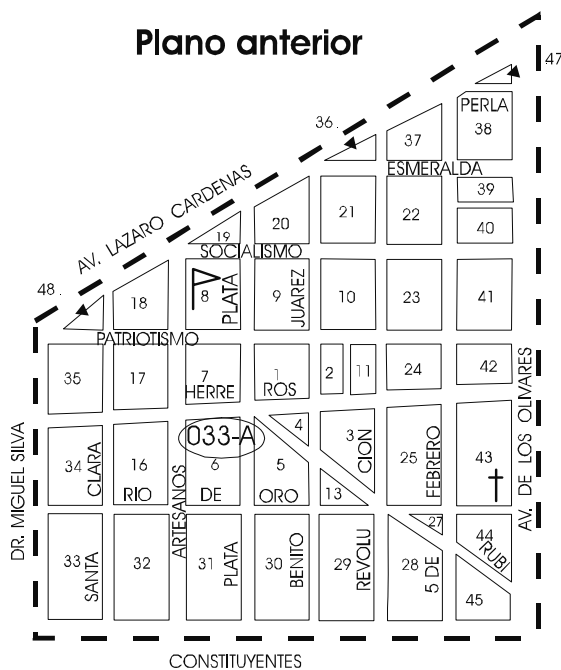 Plano anterior
47
PERLA
38
36.
37
ESMERALDA
39
AV. LAZARO CARDENAS
20
21
22
40
19
SOCIALISMO
48.
18
8
PLATA
9
JUAREZ
10
23
41
PATRIOTISMO
35
17
7
1
2
11
24
42
HERREROS
DR. MIGUEL SILVA
34
CLARA
16
033-A
6
4
5
3
CION
25
FEBRERO
43
AV. DE LOS OLIVARES
13
RIO DE ORO
ARTESANOS
27
44
RUBI
33
SANTA
32
31
PLATA
30
BENITO
29
REVOLU
28
5 DE
45
CONSTITUYENTES